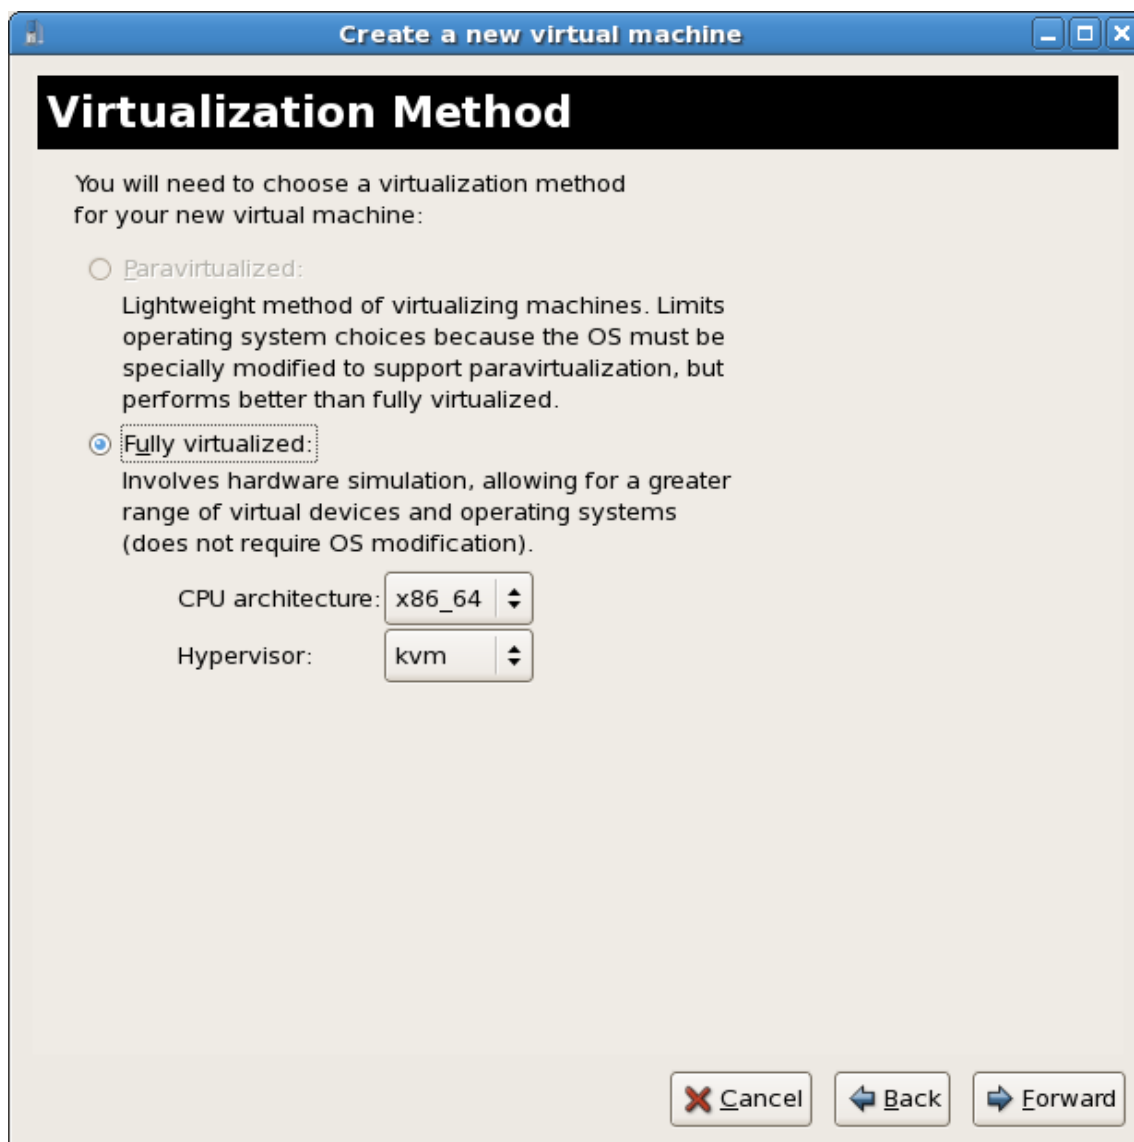 Create a new virtual machine
Virtualization Method
You will need to choose a virtualization method
for your new virtual machine:
Paravirtualized:
Lightweight method of virtualizing machines. Limits
operating system choices because the OS must be
specially modified to support paravirtualization, but
performs better than fully virtualized.
Fully virtualized:
Involves hardware simulation, allowing for a greater
range of virtual devices and operating systems
(does not require OS modification).
CPU architecture: x86_64
Hypervisor: kvm
Cancel Back Forward